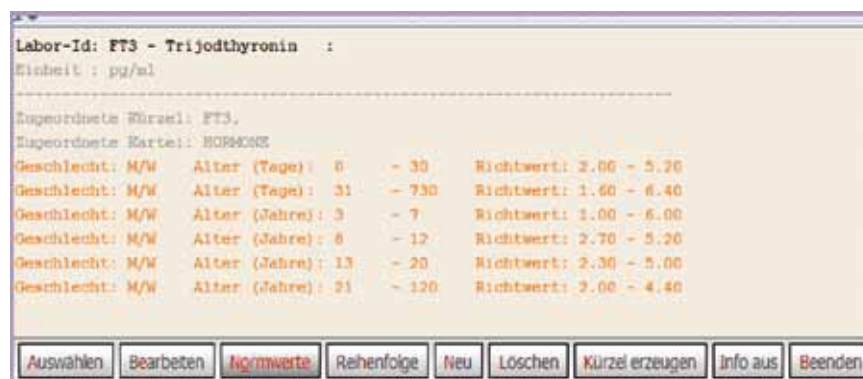 Labor-Id: FT3 - Trijodthyronin :
Einheit : pg/ml
Zugeordnete Kürzel: FT3,
Zugeordnete Kartei: HORMONE
Geschlecht: M/W Alter (Tage): 0 - 30 Richtwert: 2.00 - 5.20
Geschlecht: M/W Alter (Tage): 31 - 730 Richtwert: 1.60 - 6.40
Geschlecht: M/W Alter (Jahre): 3 - 7 Richtwert: 1.00 - 6.00
Geschlecht: M/W Alter (Jahre): 8 - 12 Richtwert: 2.70 - 5.20
Geschlecht: M/W Alter (Jahre): 13 - 20 Richtwert: 2.30 - 5.00
Geschlecht: M/W Alter (Jahre): 21 - 120 Richtwert: 2.00 - 4.40
Auswählen Bearbeiten Normwerte Reihenfolge Neu Löschen Kürzel erzeugen Info aus Beenden